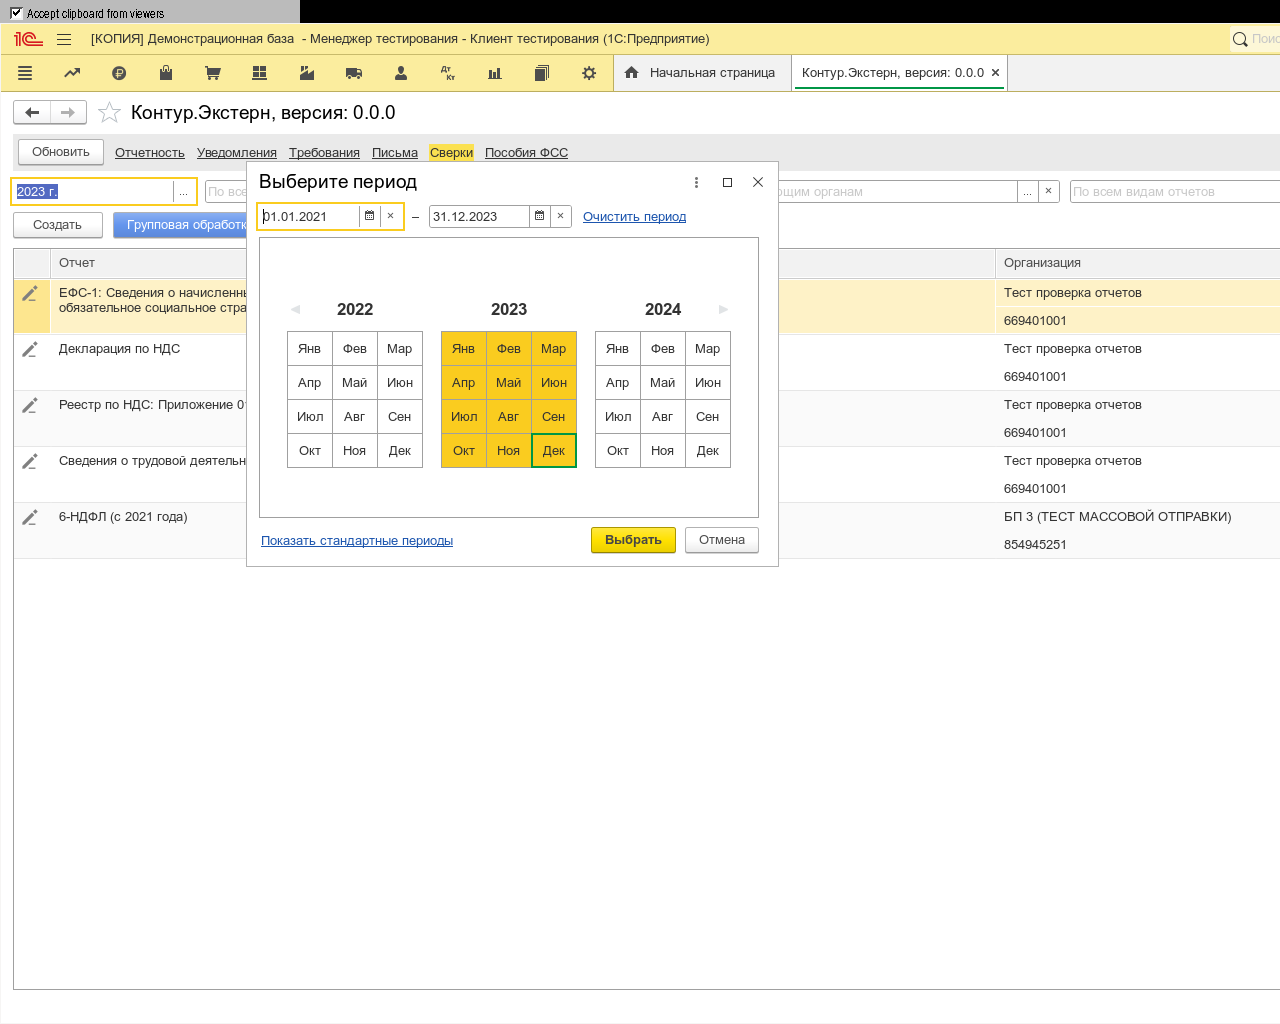 Accept clipboard from viewers
[КОПИЯ] Демонстрационная база - Менеджер тестирования - Клиент тестирования (1С:Предприятие)
Начальная страница
Контур.Экстерн, версия: 0.0.0
Контур.Экстерн, версия: 0.0.0
Обновить Отчетность Уведомления Требования Письма Сверки Пособия ФСС
Выберите период
2023 г. ... По все ... По всем видам отчетов
01.01.2021 – 31.12.2023 Очистить период
Создать Групповая обработк
Отчет Организация
ЕФС-1: Сведения о начисленн Тест проверка отчетов
обязательное социальное стра
669401001
Декларация по НДС Тест проверка отчетов
669401001
Реестр по НДС: Приложение 0 Тест проверка отчетов
669401001
Сведения о трудовой деятельн Тест проверка отчетов
669401001
6-НДФЛ (с 2021 года) БП 3 (ТЕСТ МАССОВОЙ ОТПРАВКИ)
854945251
2022 2023 2024
Янв Фев Мар Янв Фев Мар Янв Фев Мар
Апр Май Июн Апр Май Июн Апр Май Июн
Июл Авг Сен Июл Авг Сен Июл Авг Сен
Окт Ноя Дек Окт Ноя Дек Окт Ноя Дек
Показать стандартные периоды Выбрать Отмена